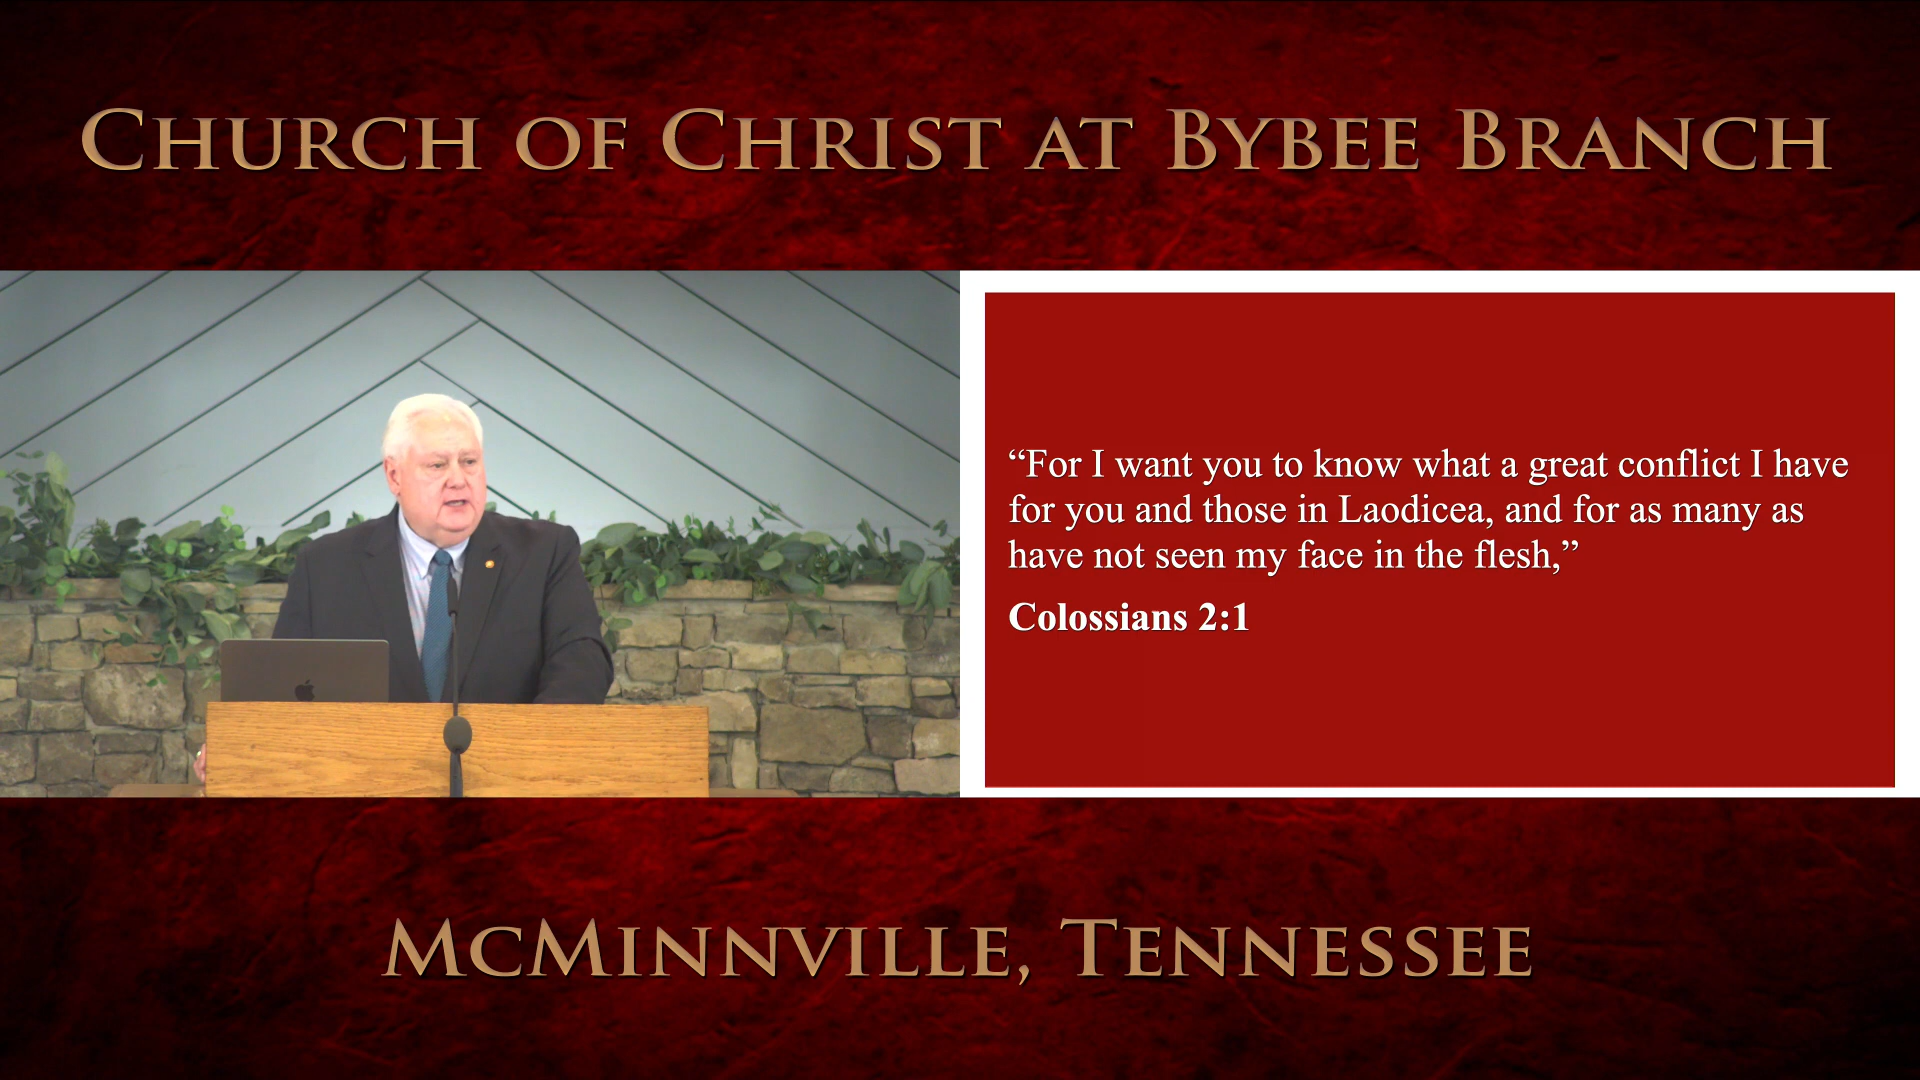 Church of Christ at Bybee Branch
“For I want you to know what a great conflict I have
for you and those in Laodicea, and for as many as
have not seen my face in the flesh,”
Colossians 2:1
McMinnville, Tennessee